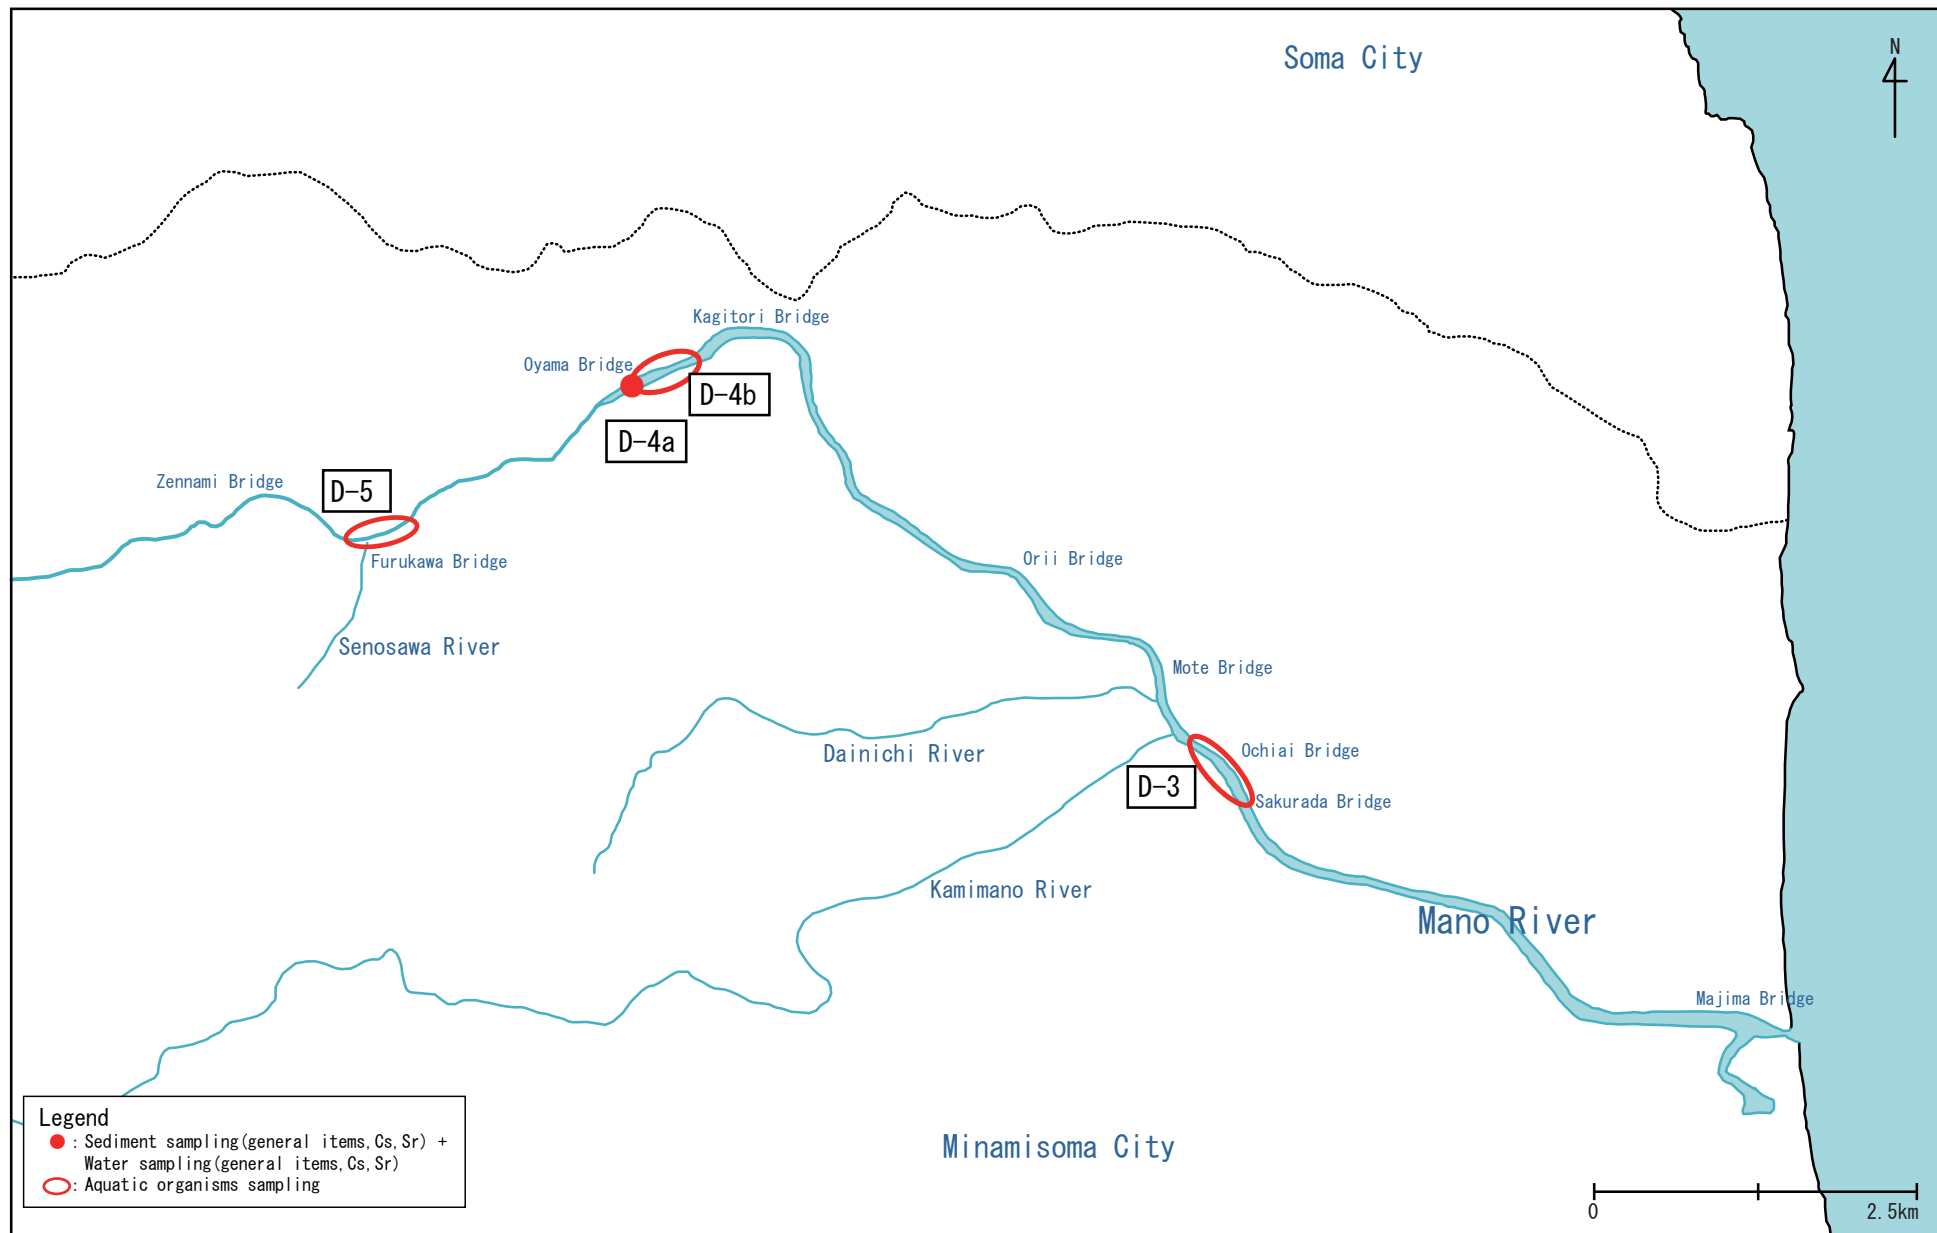 Soma City
N
Kagitori Bridge
Oyama Bridge
D-4b
D-4a
Zennami Bridge
D-5
Furukawa Bridge
Orii Bridge
Senosawa River
Mote Bridge
Dainichi River
Ochiai Bridge
D-3
Sakurada Bridge
Kamimano River
Mano River
Majima Bridge
Minamisoma City
Legend
: Sediment sampling(general items,Cs,Sr) +
Water sampling(general items,Cs,Sr)
: Aquatic organisms sampling
0 2.5km